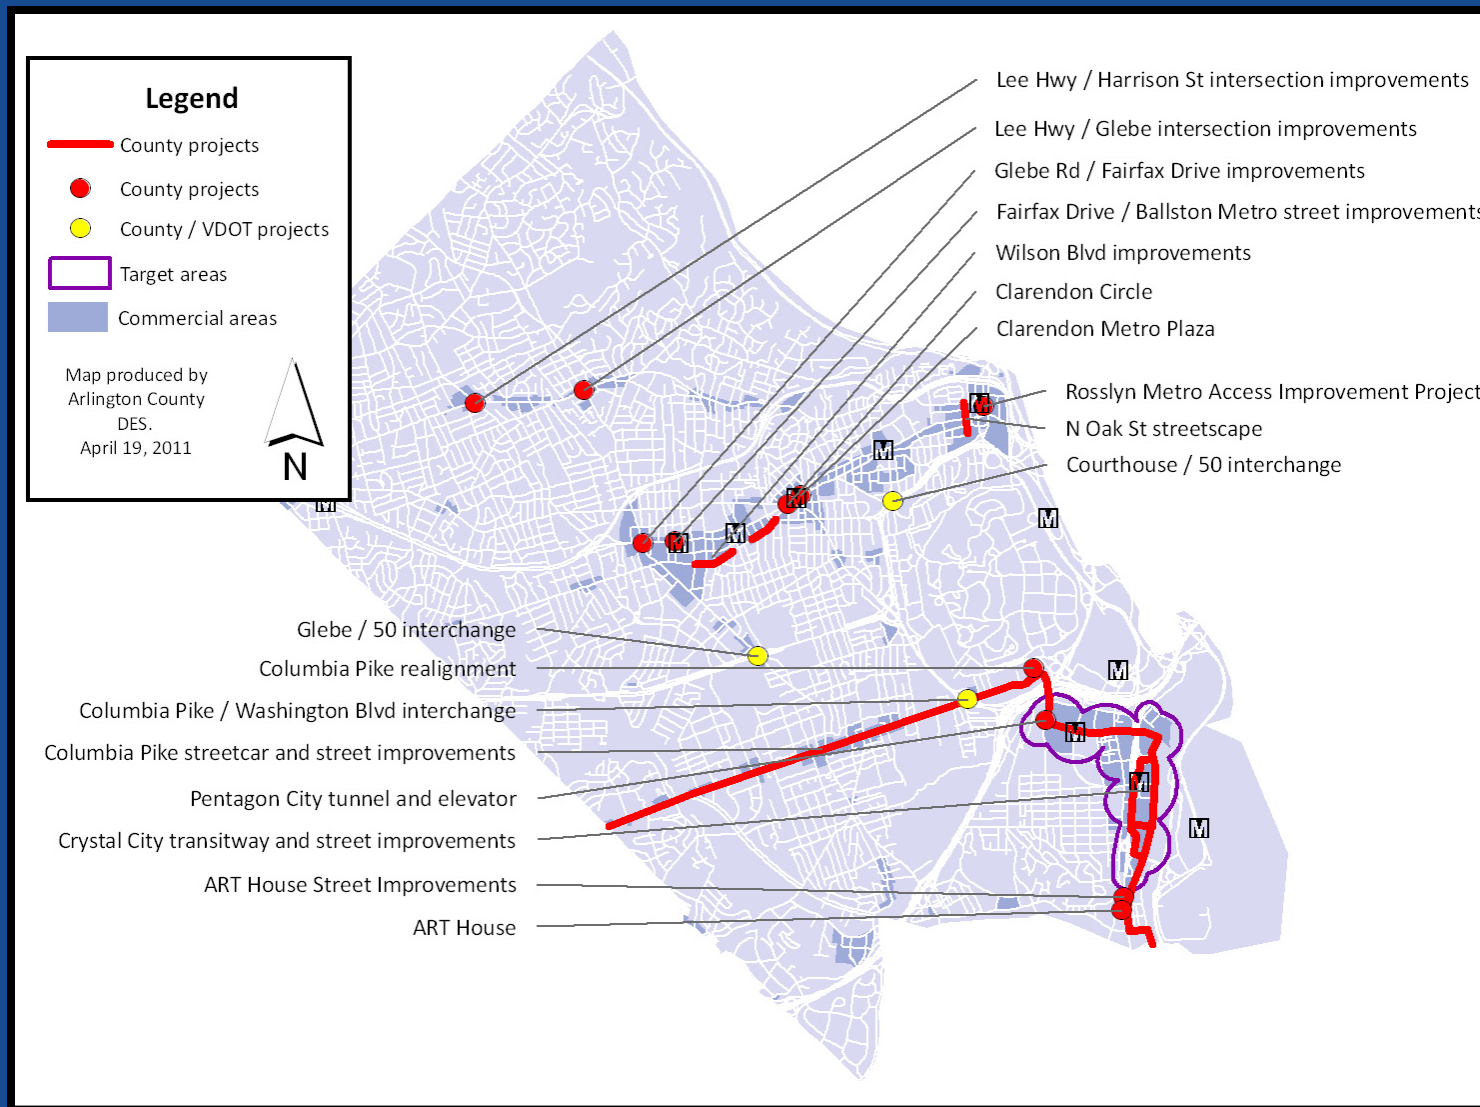 Legend
County projects
County projects
County / VDOT projects
Target areas
Commercial areas
Map produced by
Arlington County
DES.
April 19, 2011
N
Lee Hwy / Harrison St intersection improvements
Lee Hwy / Glebe intersection improvements
Glebe Rd / Fairfax Drive improvements
Fairfax Drive / Ballston Metro street improvements
Wilson Blvd improvements
Clarendon Circle
Clarendon Metro Plaza
Rosslyn Metro Access Improvement Project
N Oak St streetscape
Courthouse / 50 interchange
Glebe / 50 interchange
Columbia Pike realignment
Columbia Pike / Washington Blvd interchange
Columbia Pike streetcar and street improvements
Pentagon City tunnel and elevator
Crystal City transitway and street improvements
ART House Street Improvements
ART House
M
M
M
M
M
M
M
M
M
M
M